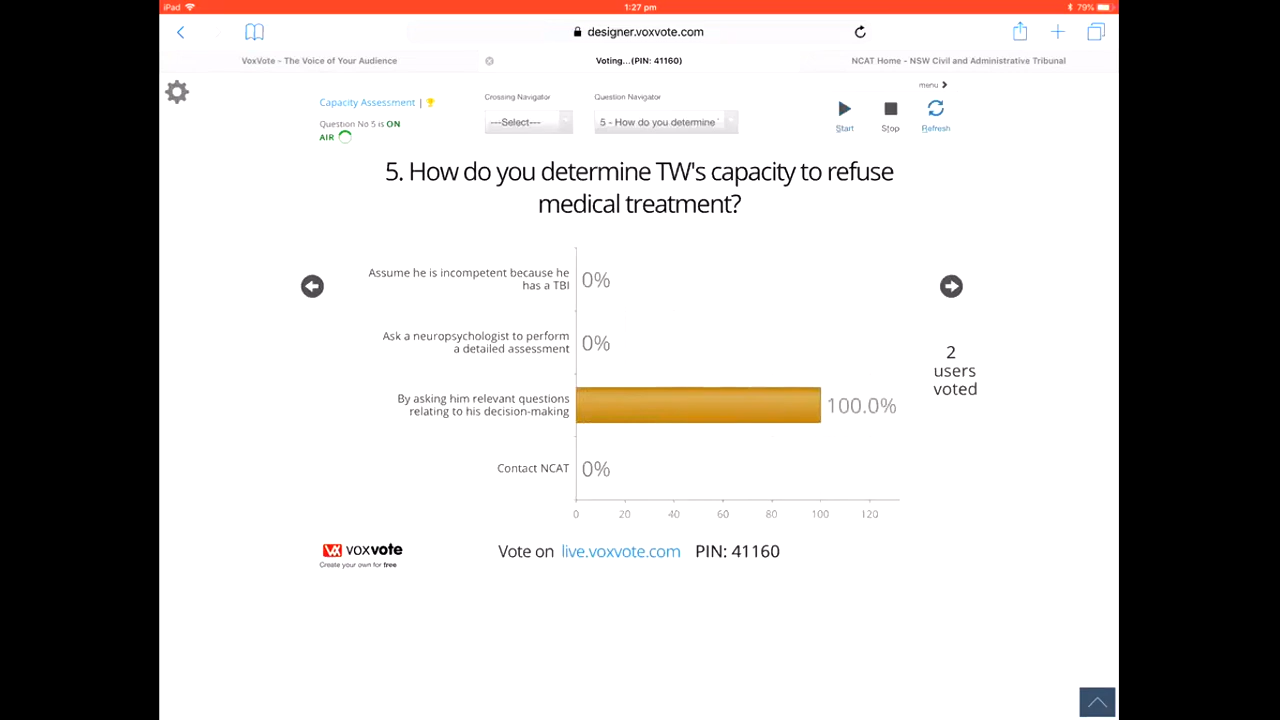 iPad 1:27 pm 79%
designer.voxvote.com
VoxVote - The Voice of Your Audience Voting...(PIN: 41160) NCAT Home - NSW Civil and Administrative Tribunal
menu
Capacity Assessment | Crossing Navigator Question Navigator
Question No 5 is ON
AIR
---Select--- 5 - How do you determine
Start Stop Refresh
5. How do you determine TW's capacity to refuse
medical treatment?
Assume he is incompetent because he
has a TBI
0%
Ask a neuropsychologist to perform
a detailed assessment
0%
2
users
voted
By asking him relevant questions
relating to his decision-making
100.0%
Contact NCAT 0%
0 20 40 60 80 100 120
voxvote
Create your own for free
Vote on live.voxvote.com PIN: 41160